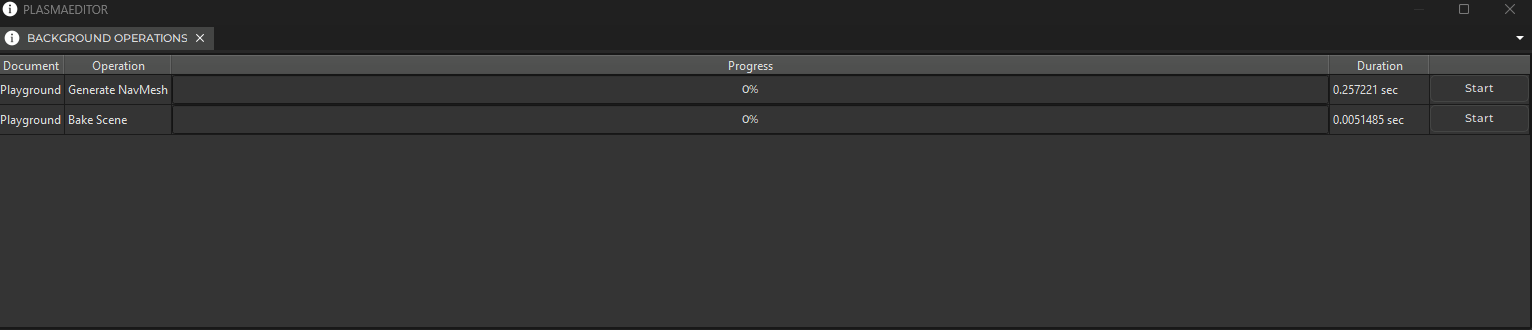 PLASMAEDITOR
BACKGROUND OPERATIONS
Document Operation Progress Duration
Playground Generate NavMesh 0% 0.257221 sec Start
Playground Bake Scene 0% 0.0051485 sec Start